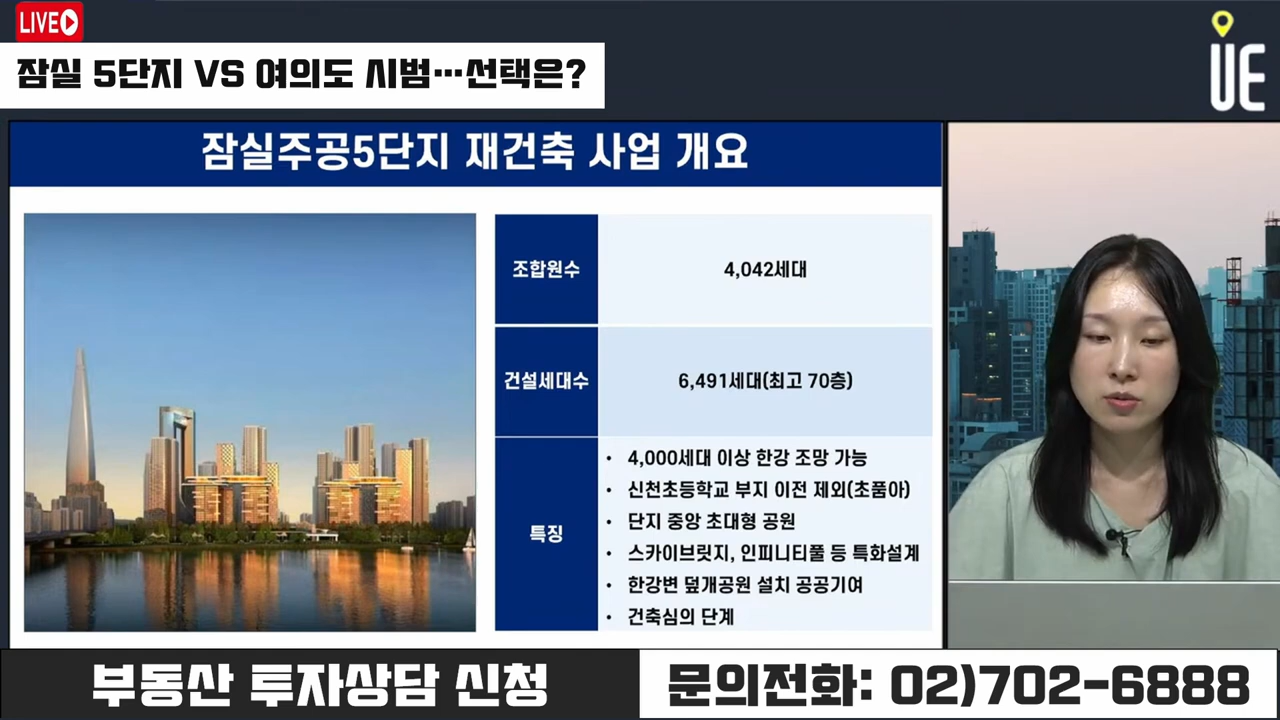 LIVE
잠실 5단지 VS 여의도 시범…선택은?
UE
잠실주공5단지 재건축 사업 개요
조합원수
4,042세대
건설세대수
6,491세대(최고 70층)
특징
• 4,000세대 이상 한강 조망 가능
• 신천초등학교 부지 이전 제외(초품아)
• 단지 중앙 초대형 공원
• 스카이브릿지, 인피니티풀 등 특화설계
• 한강변 덮개공원 설치 공공기여
• 건축심의 단계
부동산 투자상담 신청
문의전화: 02)702-6888